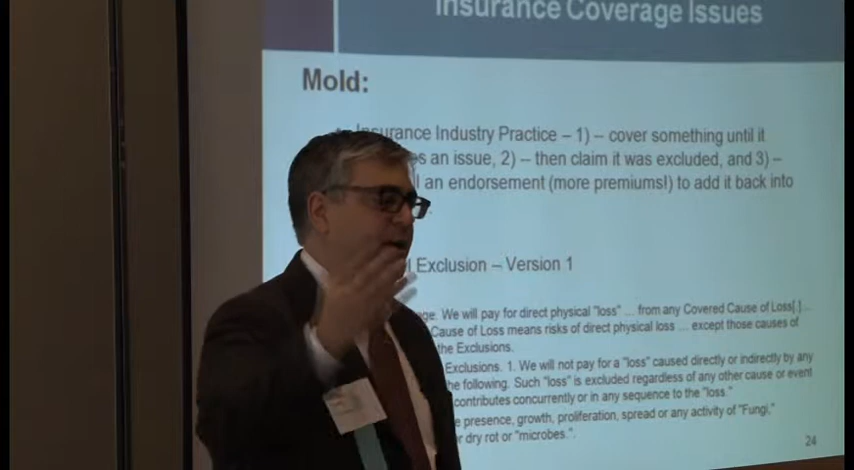 Insurance Coverage Issues
Mold:
Insurance Industry Practice – 1) – cover something until it
an issue, 2) – then claim it was excluded, and 3) –
an endorsement (more premiums!) to add it back into
Exclusion – Version 1
We will pay for direct physical "loss" … from any Covered Cause of Loss[.] …
Cause of Loss means risks of direct physical loss … except those causes of
the Exclusions.
Exclusions. 1. We will not pay for a "loss" caused directly or indirectly by any
the following. Such "loss" is excluded regardless of any other cause or event
contributes concurrently or in any sequence to the "loss."
presence, growth, proliferation, spread or any activity of "Fungi,"
or dry rot or "microbes."
24